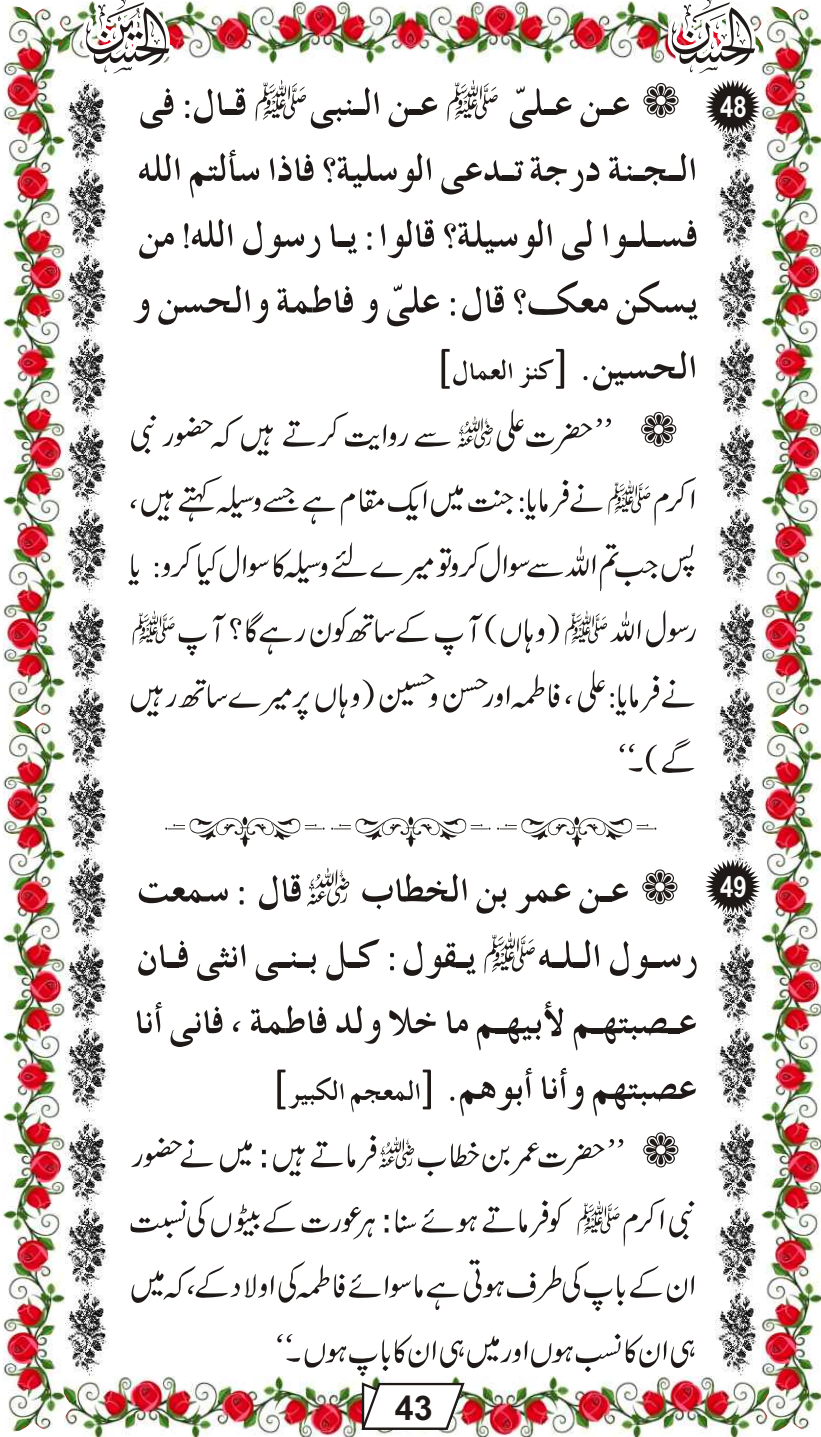 الحسنین الحسنین
48 ❁ عن علیّ ﷺ عن النبی ﷺ قال: فی
الجنة درجة تدعی الوسلیة؟ فاذا سألتم الله
فسلوا لی الوسیلة؟ قالوا: یا رسول الله! من
یسکن معک؟ قال: علیّ و فاطمة والحسن و
الحسین. [کنز العمال]
❁ ’’حضرت علی رضی اللہ عنہ سے روایت کرتے ہیں کہ حضور نبی
اکرم ﷺ نے فرمایا: جنت میں ایک مقام ہے جسے وسیلہ کہتے ہیں،
پس جب تم اللہ سے سوال کروتو میرے لئے وسیلہ کا سوال کیا کرو: یا
رسول اللہ ﷺ (وہاں) آپ کے ساتھ کون رہے گا؟ آپ ﷺ
نے فرمایا: علی، فاطمہ اور حسن و حسین (وہاں پر میرے ساتھ رہیں
گے)۔‘‘
49 ❁ عن عمر بن الخطاب رضی اللہ عنہ قال : سمعت
رسول الله ﷺ یقول : کل بنی انثی فان
عصبتهم لأبیهم ما خلا ولد فاطمة ، فانی أنا
عصبتهم وأنا أبوهم. [المعجم الکبیر]
❁ ’’حضرت عمر بن خطاب رضی اللہ عنہ فرماتے ہیں : میں نے حضور
نبی اکرم ﷺ کو فرماتے ہوئے سنا : ہر عورت کے بیٹوں کی نسبت
ان کے باپ کی طرف ہوتی ہے ماسوائے فاطمہ کی اولاد کے، کہ میں
ہی ان کا نسب ہوں اور میں ہی ان کا باپ ہوں۔‘‘
43